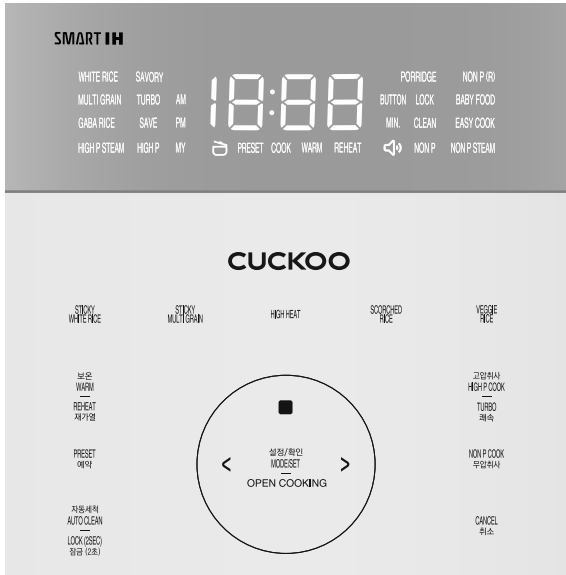 SMART IH
WHITE RICE SAVORY PORRIDGE NON P (R)
MULTI GRAIN TURBO AM 18:88 BUTTON LOCK BABY FOOD
GABA RICE SAVE PM MIN. CLEAN EASY COOK
HIGH P STEAM HIGH P MY PRESET COOK WARM REHEAT NON P NON P STEAM
CUCKOO
STICKY
WHITE RICE
STICKY
MULTI GRAIN
HIGH HEAT
SCORCHED
RICE
VEGGIE
RICE
보온
WARM
REHEAT
재가열
PRESET
예약
자동세척
AUTO CLEAN
LOCK (2SEC)
잠금 (2초)
<
설정/확인
MODE/SET
OPEN COOKING
>
고압취사
HIGH P COOK
TURBO
쾌속
NON P COOK
무압취사
CANCEL
취소